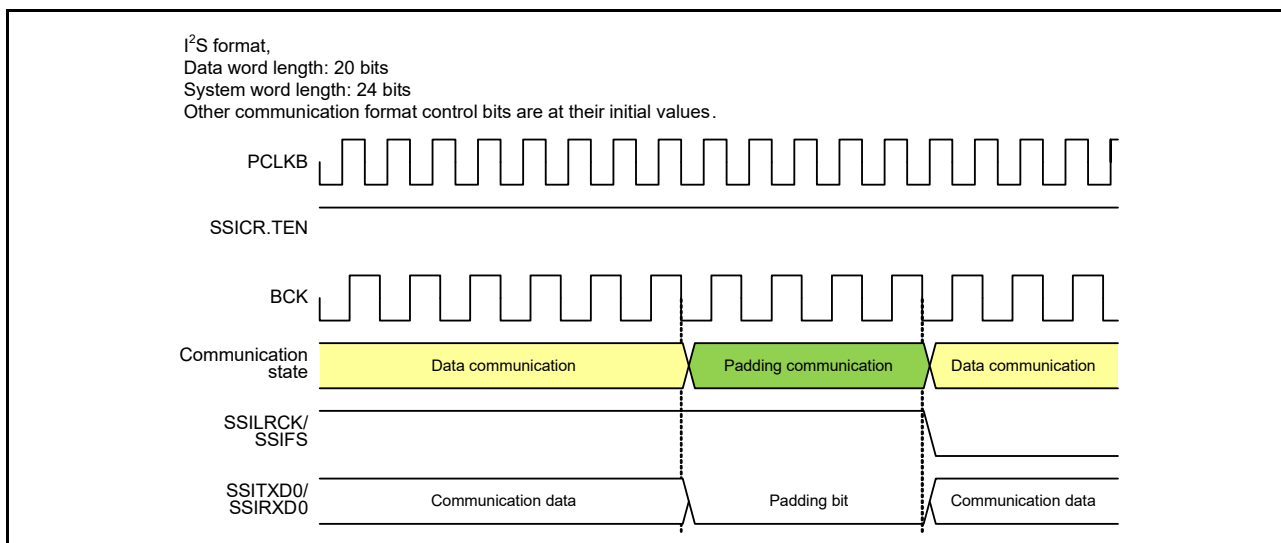 I²S format,
Data word length: 20 bits
System word length: 24 bits
Other communication format control bits are at their initial values.
PCLKB
SSICR.TEN
BCK
Communication
state
Data communication
Padding communication
Data communication
SSILRCK/
SSIFS
SSITXD0/
SSIRXD0
Communication data
Padding bit
Communication data